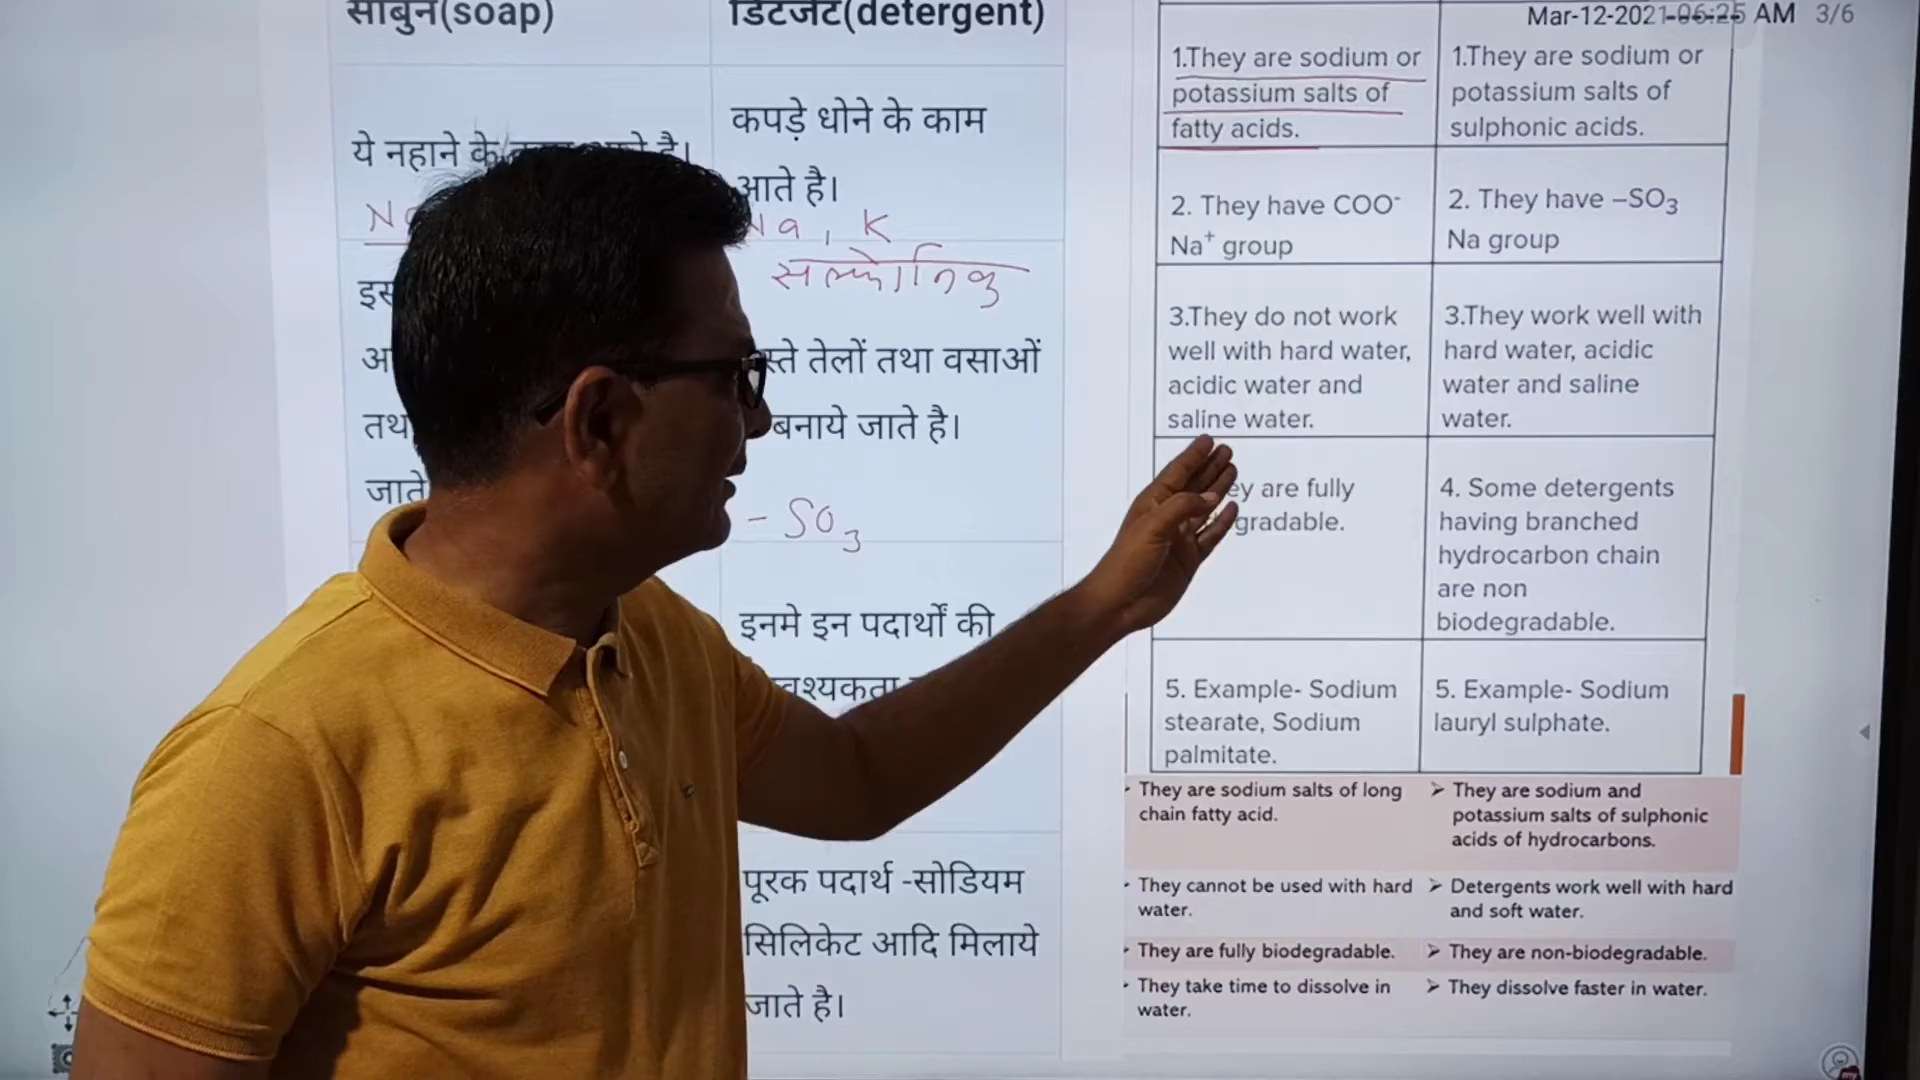 साबुन(soap)
डिटर्जेंट(detergent)
ये नहाने के
कपड़े धोने के काम
आते है।
Na, K
सल्फोनिक
तेलों तथा वसाओं
बनाये जाते है।
- SO3
इनमे इन पदार्थों की
पूरक पदार्थ -सोडियम
सिलिकेट आदि मिलाये
जाते है।
Mar-12-2021-06:25 AM 3/6
1.They are sodium or
potassium salts of
fatty acids.
1.They are sodium or
potassium salts of
sulphonic acids.
2. They have COO⁻
Na⁺ group
2. They have –SO₃
Na group
3.They do not work
well with hard water,
acidic water and
saline water.
3.They work well with
hard water, acidic
water and saline
water.
are fully
4. Some detergents
having branched
hydrocarbon chain
are non
biodegradable.
5. Example- Sodium
stearate, Sodium
palmitate.
5. Example- Sodium
lauryl sulphate.
They are sodium salts of long
chain fatty acid.
➢ They are sodium and
potassium salts of sulphonic
acids of hydrocarbons.
They cannot be used with hard
water.
➢ Detergents work well with hard
and soft water.
They are fully biodegradable.
➢ They are non-biodegradable.
They take time to dissolve in
water.
➢ They dissolve faster in water.